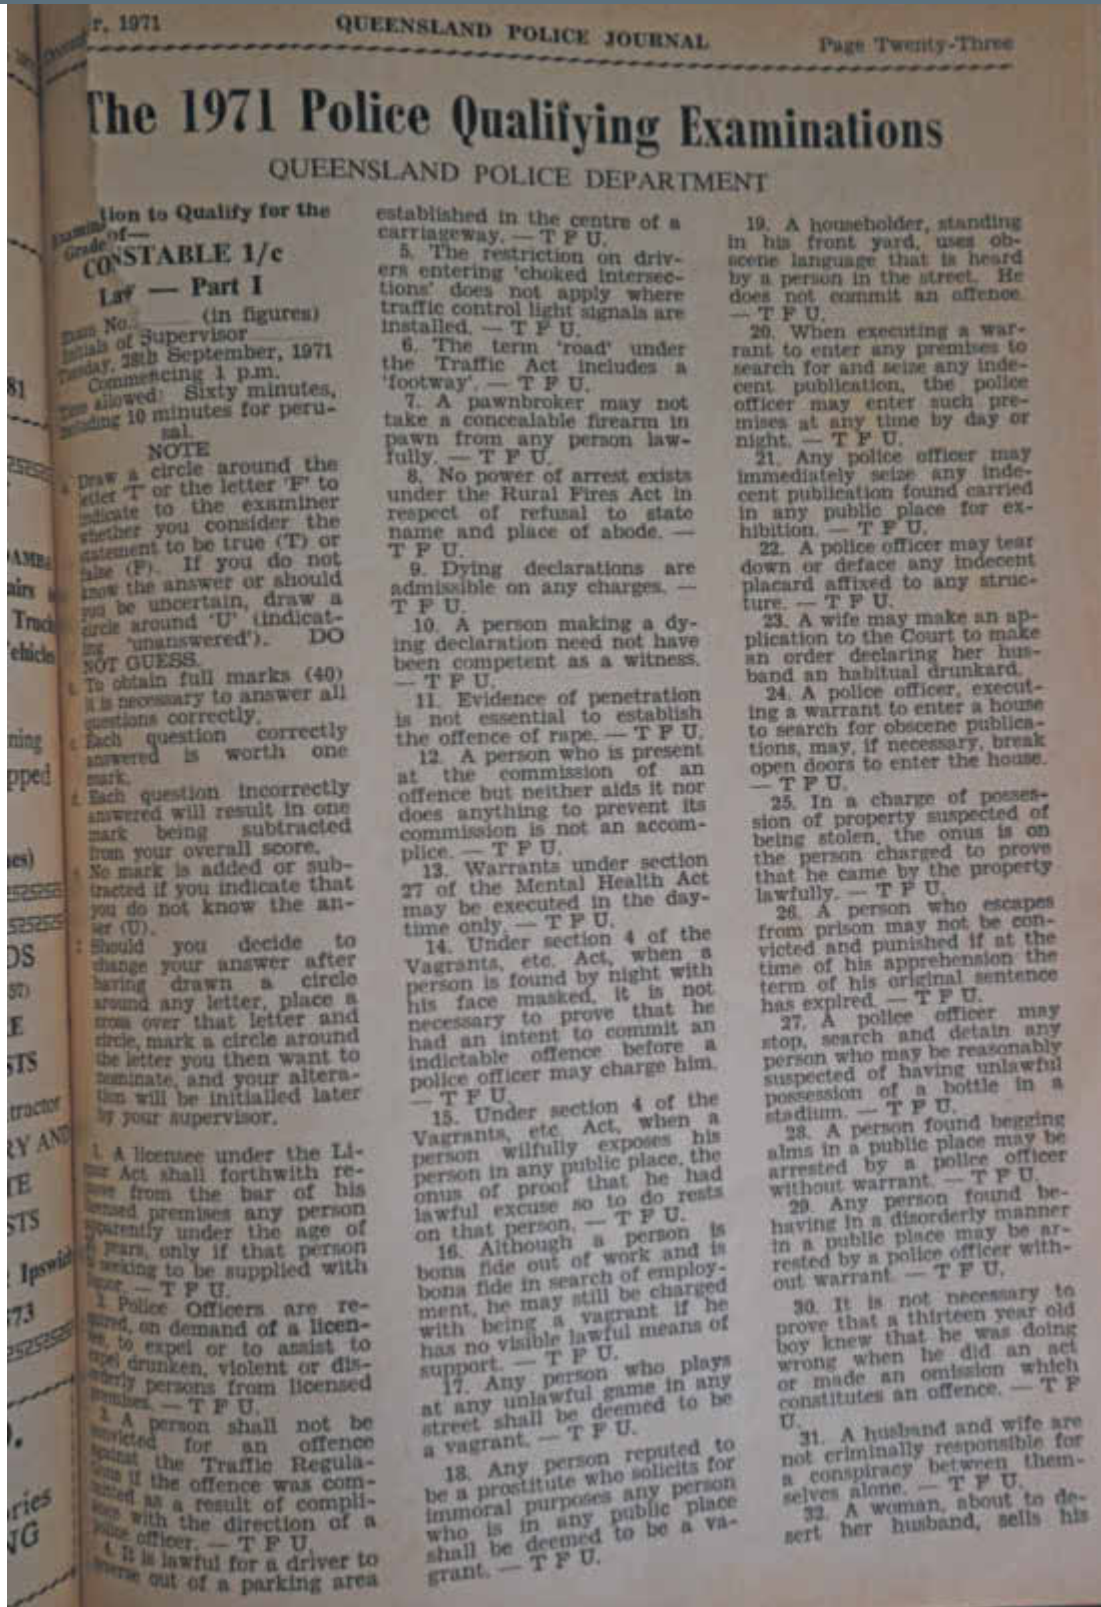 r, 1971
QUEENSLAND POLICE JOURNAL
Page Twenty-Three
The 1971 Police Qualifying Examinations
QUEENSLAND POLICE DEPARTMENT
tion to Qualify for the
Grade of—
CONSTABLE 1/c
Law — Part I
No. (in figures)
Initials of Supervisor
Tuesday, 28th September, 1971
Commencing 1 p.m.
Time allowed: Sixty minutes,
including 10 minutes for peru-
sal.
NOTE
Draw a circle around the
letter 'T' or the letter 'F' to
indicate to the examiner
whether you consider the
statement to be true (T) or
false (F). If you do not
know the answer or should
you be uncertain, draw a
circle around 'U' (indicat-
ing 'unanswered'). DO
NOT GUESS.
To obtain full marks (40)
it is necessary to answer all
questions correctly.
Each question correctly
answered is worth one
mark.
Each question incorrectly
answered will result in one
mark being subtracted
from your overall score.
No mark is added or sub-
tracted if you indicate that
you do not know the an-
ser (U).
Should you decide to
change your answer after
having drawn a circle
around any letter, place a
cross over that letter and
circle, mark a circle around
the letter you then want to
nominate, and your altera-
tion will be initialled later
by your supervisor.
1. A licensee under the Li-
Act shall forthwith re-
from the bar of his
licensed premises any person
apparently under the age of
years, only if that person
seeking to be supplied with
— T F U.
2. Police Officers are re-
quired, on demand of a licen-
to expel or to assist to
expel drunken, violent or dis-
orderly persons from licensed
premises. — T F U.
3. A person shall not be
convicted for an offence
against the Traffic Regula-
tions if the offence was com-
mitted as a result of compli-
with the direction of a
police officer. — T F U.
4. It is lawful for a driver to
reverse out of a parking area
established in the centre of a
carriageway. — T F U.
5. The restriction on driv-
ers entering 'choked intersec-
tions' does not apply where
traffic control light signals are
installed. — T F U.
6. The term 'road' under
the Traffic Act includes a
'footway'. — T F U.
7. A pawnbroker may not
take a concealable firearm in
pawn from any person law-
fully. — T F U.
8. No power of arrest exists
under the Rural Fires Act in
respect of refusal to state
name and place of abode. —
T F U.
9. Dying declarations are
admissible on any charges. —
T F U.
10. A person making a dy-
ing declaration need not have
been competent as a witness.
— T F U.
11. Evidence of penetration
is not essential to establish
the offence of rape. — T F U.
12. A person who is present
at the commission of an
offence but neither aids it nor
does anything to prevent its
commission is not an accom-
plice. — T F U.
13. Warrants under section
27 of the Mental Health Act
may be executed in the day-
time only. — T F U.
14. Under section 4 of the
Vagrants, etc. Act, when a
person is found by night with
his face masked, it is not
necessary to prove that he
had an intent to commit an
indictable offence before a
police officer may charge him.
— T F U.
15. Under section 4 of the
Vagrants, etc. Act, when a
person wilfully exposes his
person in any public place, the
onus of proof that he had
lawful excuse so to do rests
on that person. — T F U.
16. Although a person is
bona fide out of work and is
bona fide in search of employ-
ment, he may still be charged
with being a vagrant if he
has no visible lawful means of
support. — T F U.
17. Any person who plays
at any unlawful game in any
street shall be deemed to be
a vagrant. — T F U.
18. Any person reputed to
be a prostitute who solicits for
immoral purposes any person
who is in any public place
shall be deemed to be a va-
grant. — T F U.
19. A householder, standing
in his front yard, uses ob-
scene language that is heard
by a person in the street. He
does not commit an offence.
— T F U.
20. When executing a war-
rant to enter any premises to
search for and seize any inde-
cent publication, the police
officer may enter such pre-
mises at any time by day or
night. — T F U.
21. Any police officer may
immediately seize any inde-
cent publication found carried
in any public place for ex-
hibition. — T F U.
22. A police officer may tear
down or deface any indecent
placard affixed to any struc-
ture. — T F U.
23. A wife may make an ap-
plication to the Court to make
an order declaring her hus-
band an habitual drunkard.
24. A police officer, execut-
ing a warrant to enter a house
to search for obscene publica-
tions, may, if necessary, break
open doors to enter the house.
— T F U.
25. In a charge of posses-
sion of property suspected of
being stolen, the onus is on
the person charged to prove
that he came by the property
lawfully. — T F U.
26. A person who escapes
from prison may not be con-
victed and punished if at the
time of his apprehension the
term of his original sentence
has expired. — T F U.
27. A police officer may
stop, search and detain any
person who may be reasonably
suspected of having unlawful
possession of a bottle in a
stadium. — T F U.
28. A person found begging
alms in a public place may be
arrested by a police officer
without warrant. — T F U.
29. Any person found be-
having in a disorderly manner
in a public place may be ar-
rested by a police officer with-
out warrant. — T F U.
30. It is not necessary to
prove that a thirteen year old
boy knew that he was doing
wrong when he did an act
or made an omission which
constitutes an offence. — T F
U.
31. A husband and wife are
not criminally responsible for
a conspiracy between them-
selves alone. — T F U.
32. A woman, about to de-
sert her husband, sells his